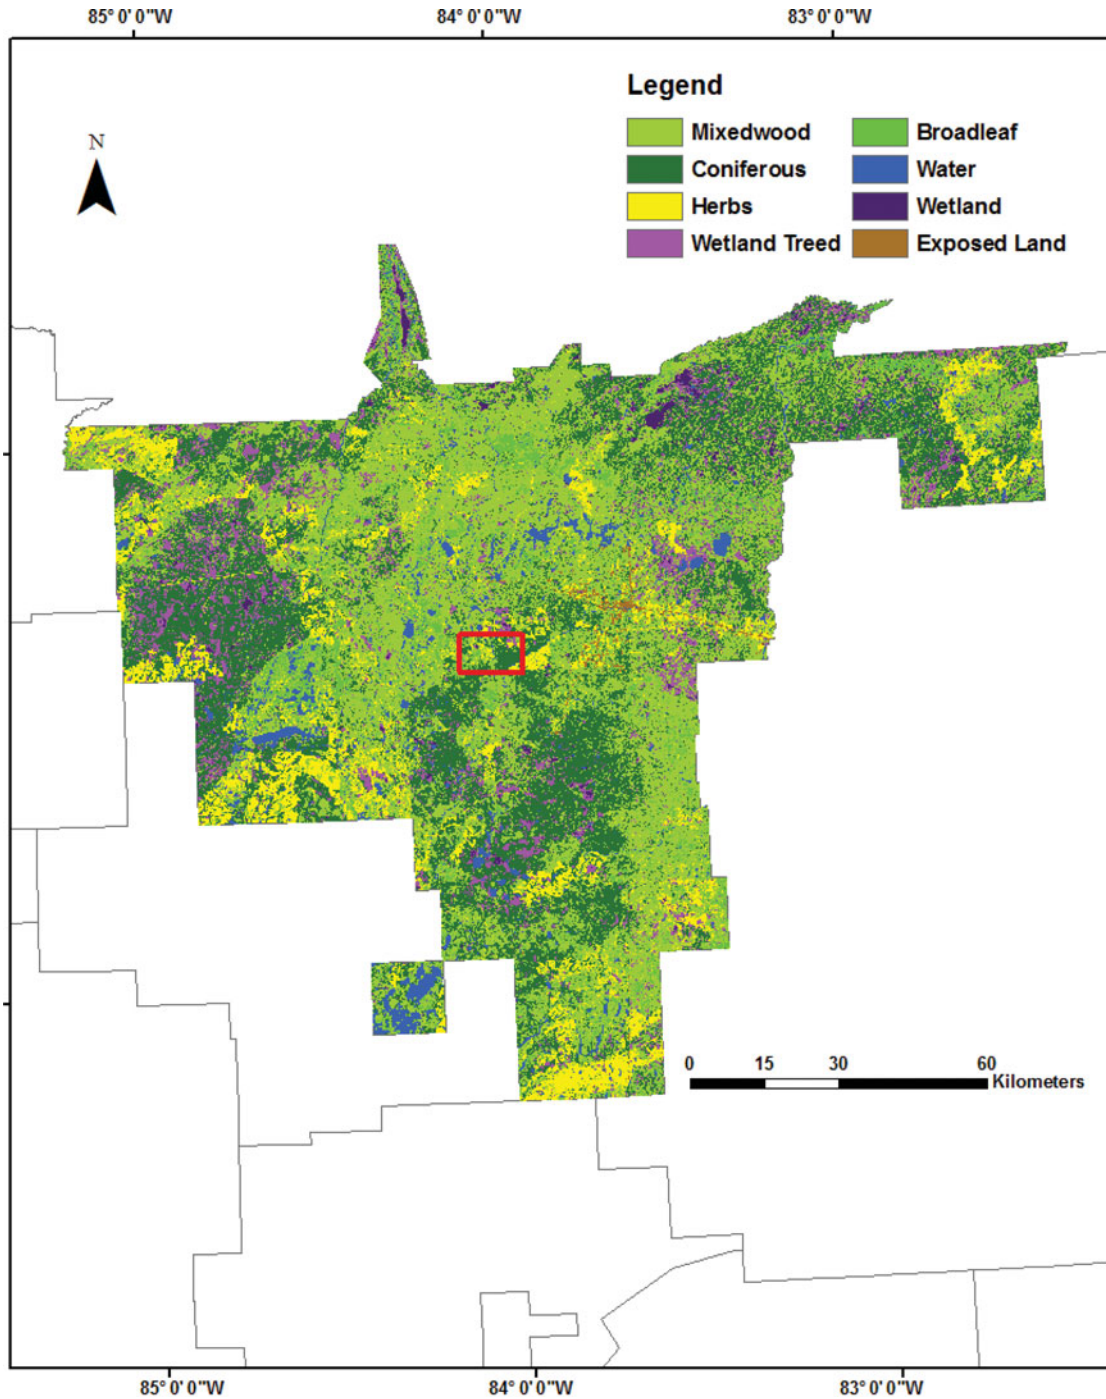 85° 0' 0"W 84° 0' 0"W 83° 0' 0"W
Legend
N
Mixedwood Broadleaf
Coniferous Water
Herbs Wetland
Wetland Treed Exposed Land
0 15 30 60
Kilometers
85° 0' 0"W 84° 0' 0"W 83° 0' 0"W